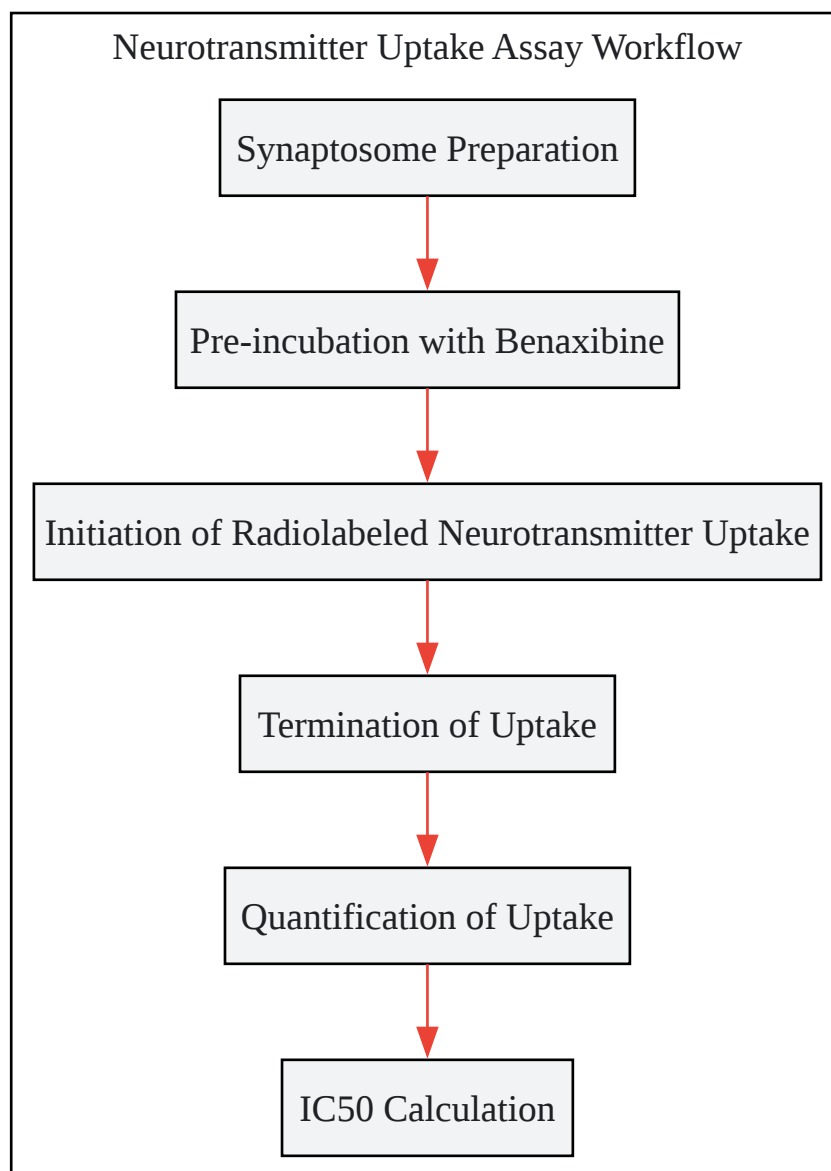 Neurotransmitter Uptake Assay Workflow
Synaptosome Preparation
Pre-incubation with Benaxibine
Initiation of Radiolabeled Neurotransmitter Uptake
Termination of Uptake
Quantification of Uptake
IC50 Calculation